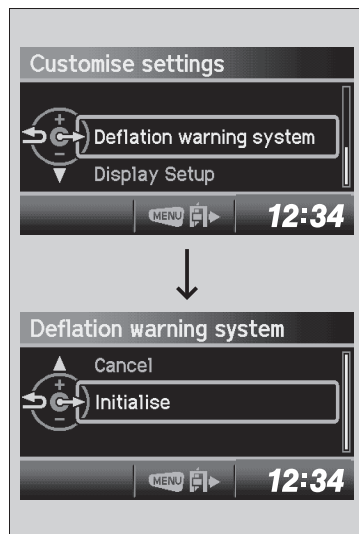 Customise settings
Deflation warning system
Display Setup
MENU
12:34
Deflation warning system
Cancel
Initialise
MENU
12:34